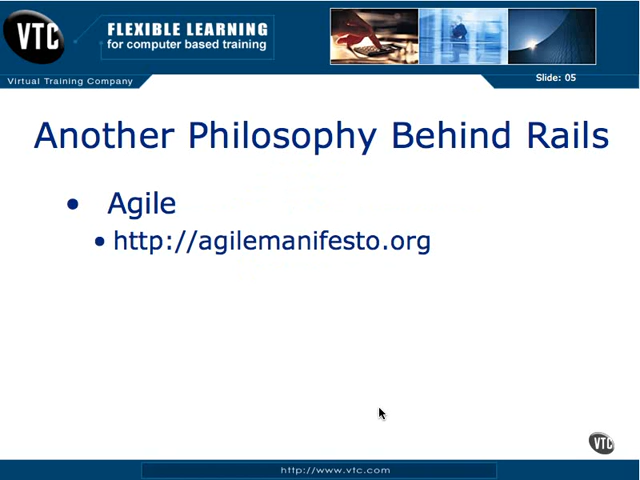 VTC
FLEXIBLE LEARNING
for computer based training
Virtual Training Company
Slide: 05
Another Philosophy Behind Rails
• Agile
• http://agilemanifesto.org
VTC
http://www.vtc.com